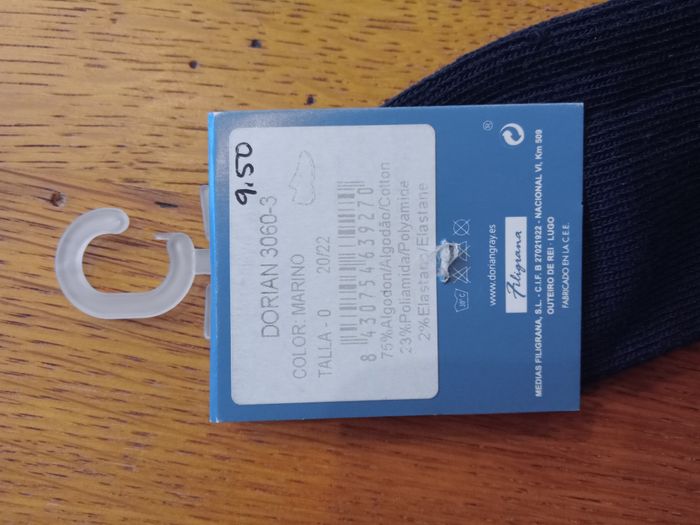 9,50
DORIAN 3060-3
COLOR: MARINO
TALLA - 0 20/22
8 430754 639270
75%Algodon/Algodão/Cotton
23%Poliamida/Polyamide
2%Elastano/Elastane
30°C
www.doriangray.es
Filigrana
MEDIAS FILIGRANA, S.L. - C.I.F. B 27021922 - NACIONAL VI, Km 509
OUTEIRO DE REI - LUGO
FABRICADO EN LA C.E.E.